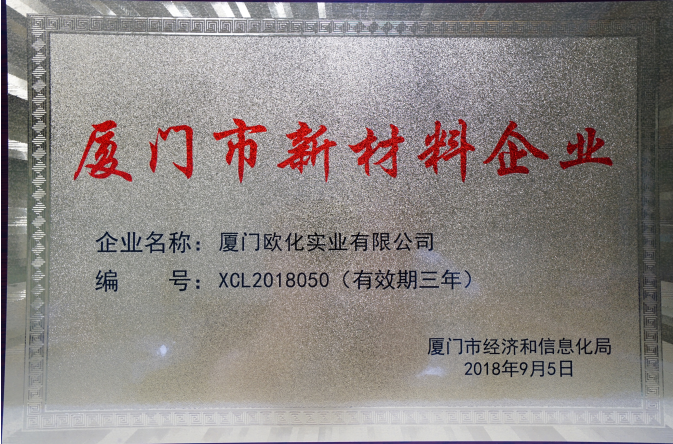 厦门市新材料企业
企业名称：厦门欧化实业有限公司
编　　号：XCL2018050（有效期三年）
厦门市经济和信息化局
2018年9月5日